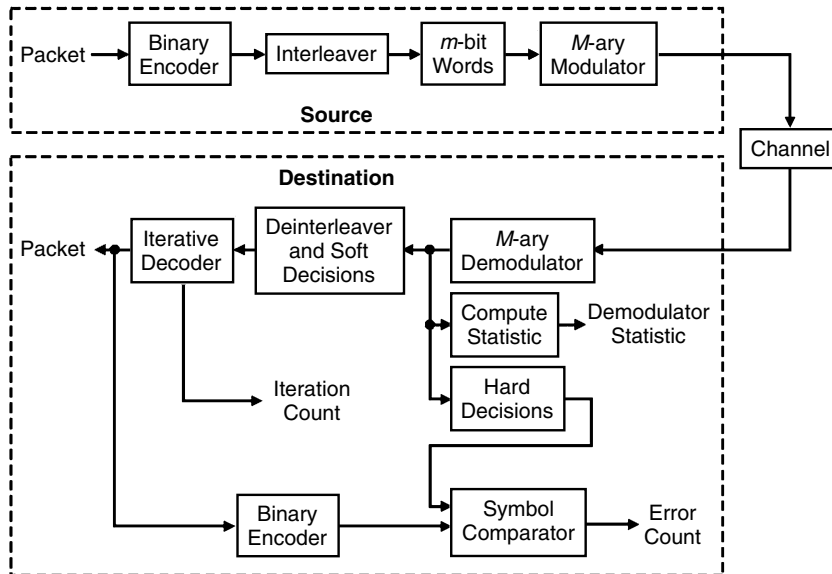 Packet
Binary
Encoder
Interleaver
m-bit
Words
M-ary
Modulator
Source
Channel
Destination
Packet
Iterative
Decoder
Deinterleaver
and Soft
Decisions
M-ary
Demodulator
Compute
Statistic
Demodulator
Statistic
Iteration
Count
Hard
Decisions
Binary
Encoder
Symbol
Comparator
Error
Count